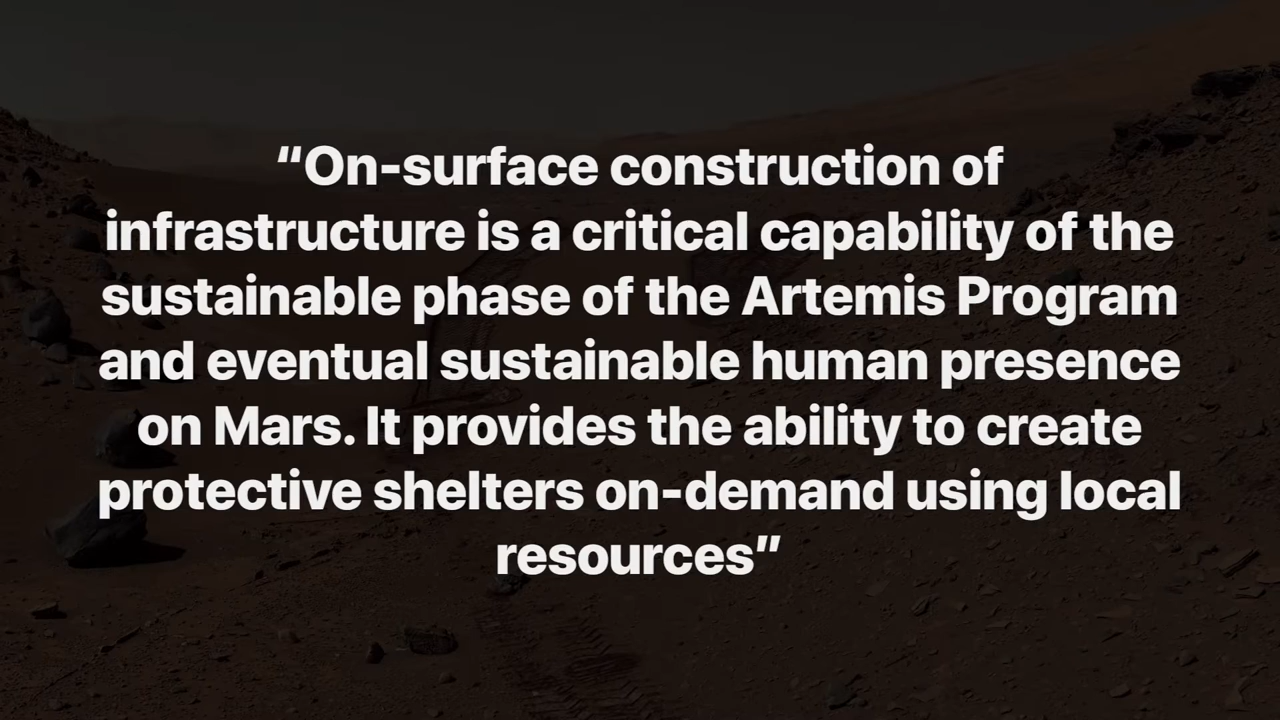 “On-surface construction of
infrastructure is a critical capability of the
sustainable phase of the Artemis Program
and eventual sustainable human presence
on Mars. It provides the ability to create
protective shelters on-demand using local
resources”